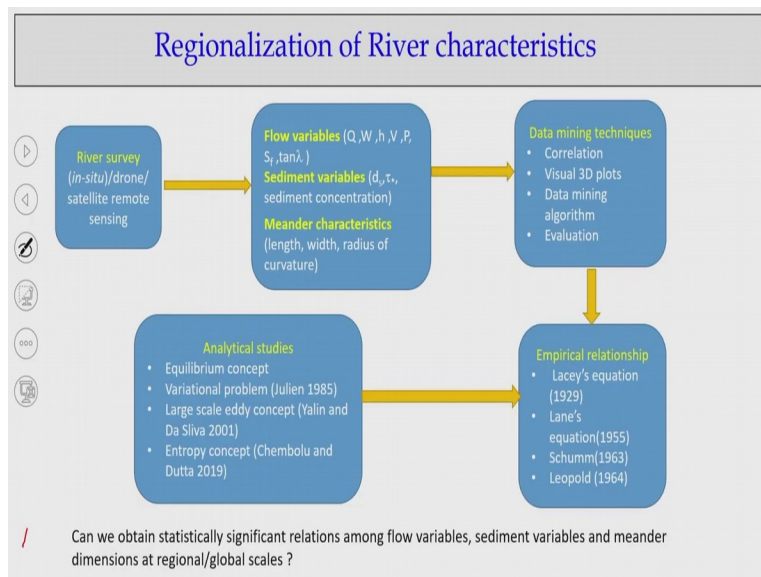 Regionalization of River characteristics
River survey
(in-situ)/drone/
satellite remote
sensing
Flow variables (Q ,W ,h ,V ,P,
Sf ,tanλ )
Sediment variables (ds,τ*,
sediment concentration)
Meander characteristics
(length, width, radius of
curvature)
Data mining techniques
• Correlation
• Visual 3D plots
• Data mining
algorithm
• Evaluation
Analytical studies
• Equilibrium concept
• Variational problem (Julien 1985)
• Large scale eddy concept (Yalin and
Da Sliva 2001)
• Entropy concept (Chembolu and
Dutta 2019)
Empirical relationship
• Lacey's equation
(1929)
• Lane's
equation(1955)
• Schumm(1963)
• Leopold (1964)
Can we obtain statistically significant relations among flow variables, sediment variables and meander
dimensions at regional/global scales ?